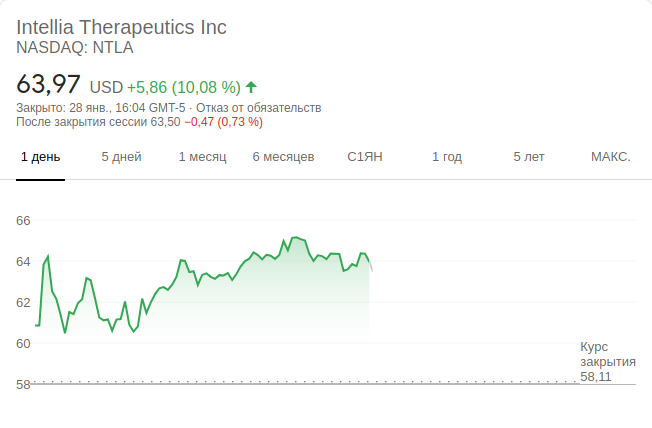 Intellia Therapeutics Inc
NASDAQ: NTLA
63,97 USD +5,86 (10,08 %)
Закрыто: 28 янв., 16:04 GMT-5 · Отказ от обязательств
После закрытия сессии 63,50 −0,47 (0,73 %)
1 день 5 дней 1 месяц 6 месяцев С1ЯН 1 год 5 лет МАКС.
66
64
62
60
58
Курс
закрытия
58,11